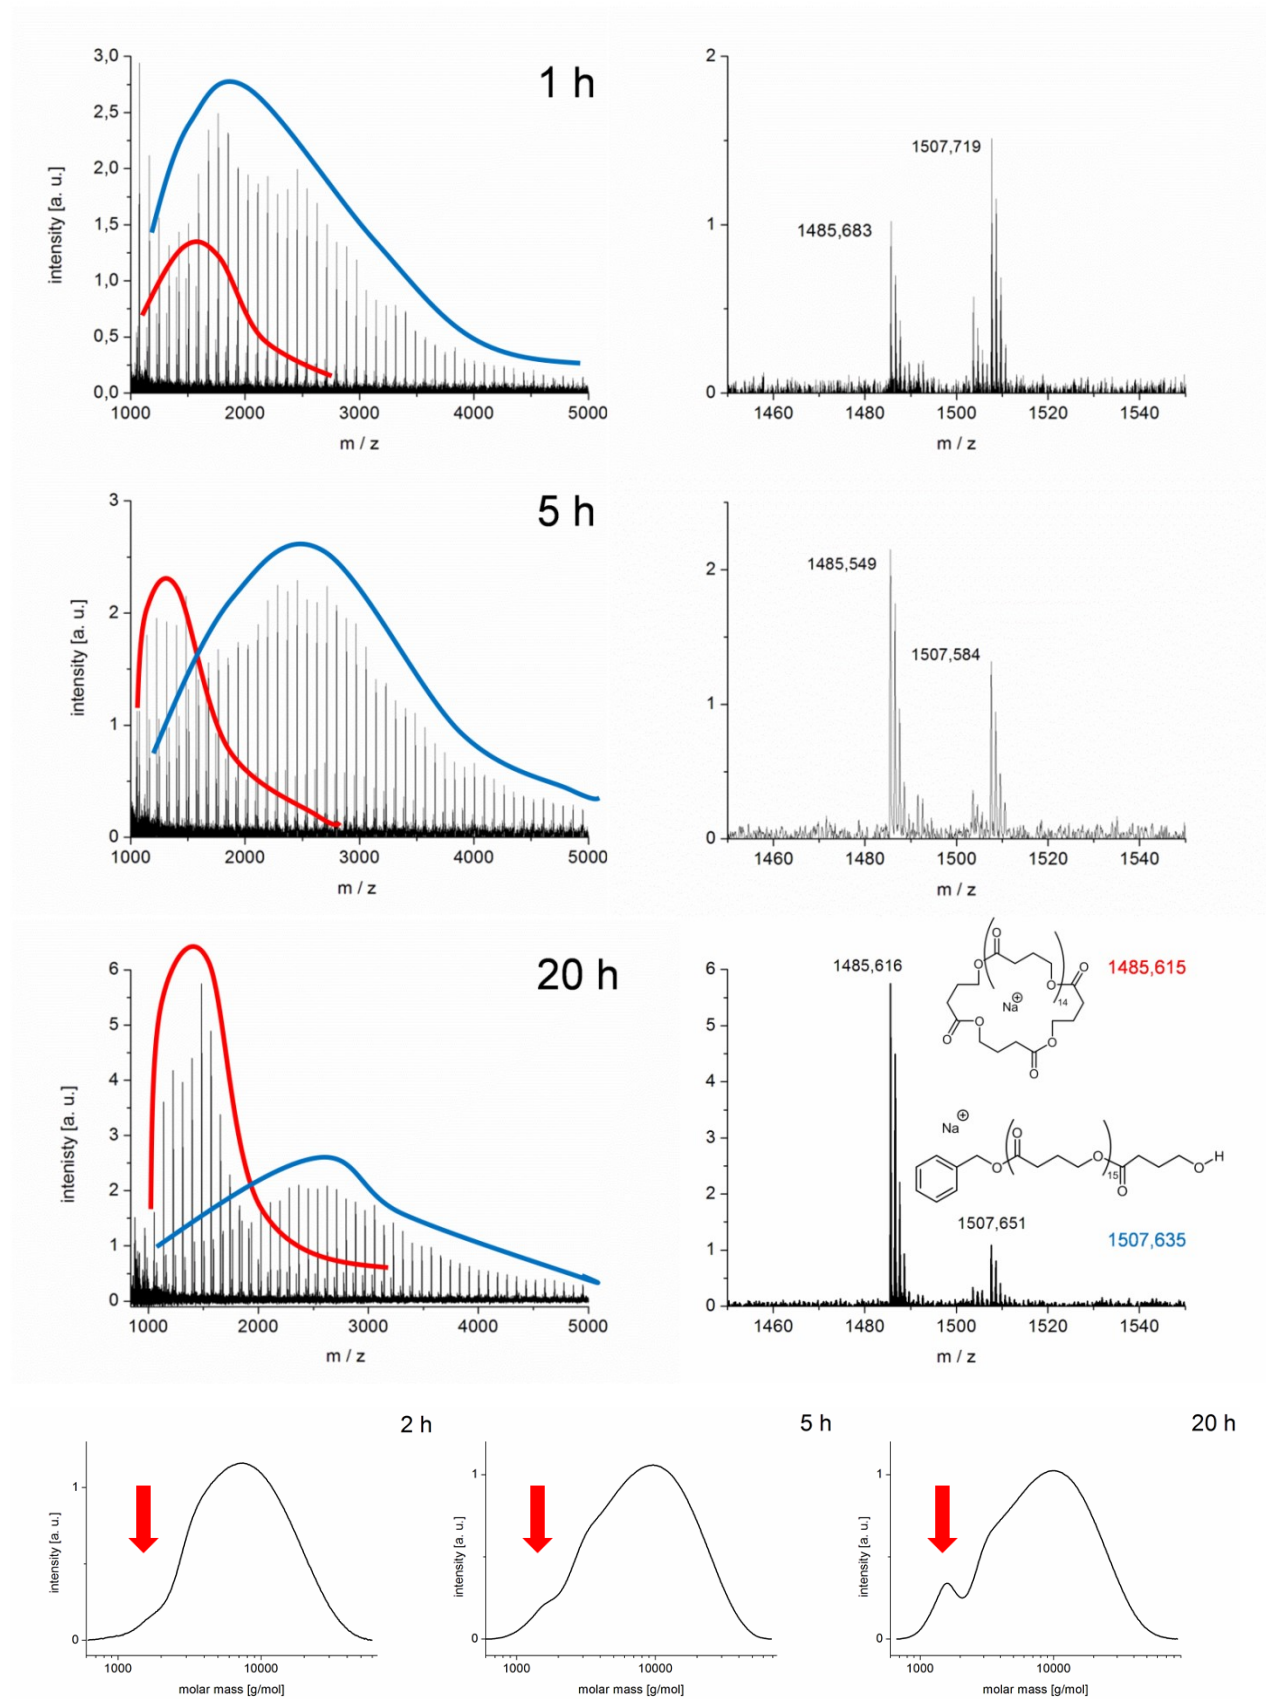 1 h
3,0
2,5
2,0
1,5
1,0
0,5
0,0
intensity [a. u.]
1000 2000 3000 4000 5000
m / z
2
1
0
1507,719
1485,683
1460 1480 1500 1520 1540
m / z
5 h
3
2
1
0
intensity [a. u.]
1000 2000 3000 4000 5000
m / z
2
1
0
1485,549
1507,584
1460 1480 1500 1520 1540
m / z
20 h
6
5
4
3
2
1
0
intenisty [a. u.]
1000 2000 3000 4000 5000
m / z
6
5
4
3
2
1
0
1485,616
O
O
O
O
14
Na⊕
O
O
O
O
1485,615
Na⊕
O
O
O
15
O
O
H
1507,651
1507,635
1460 1480 1500 1520 1540
m / z
2 h
1
0
intensity [a. u.]
1000 10000
molar mass [g/mol]
5 h
1
0
intensity [a. u.]
1000 10000
molar mass [g/mol]
20 h
1
0
intensity [a. u.]
1000 10000
molar mass [g/mol]